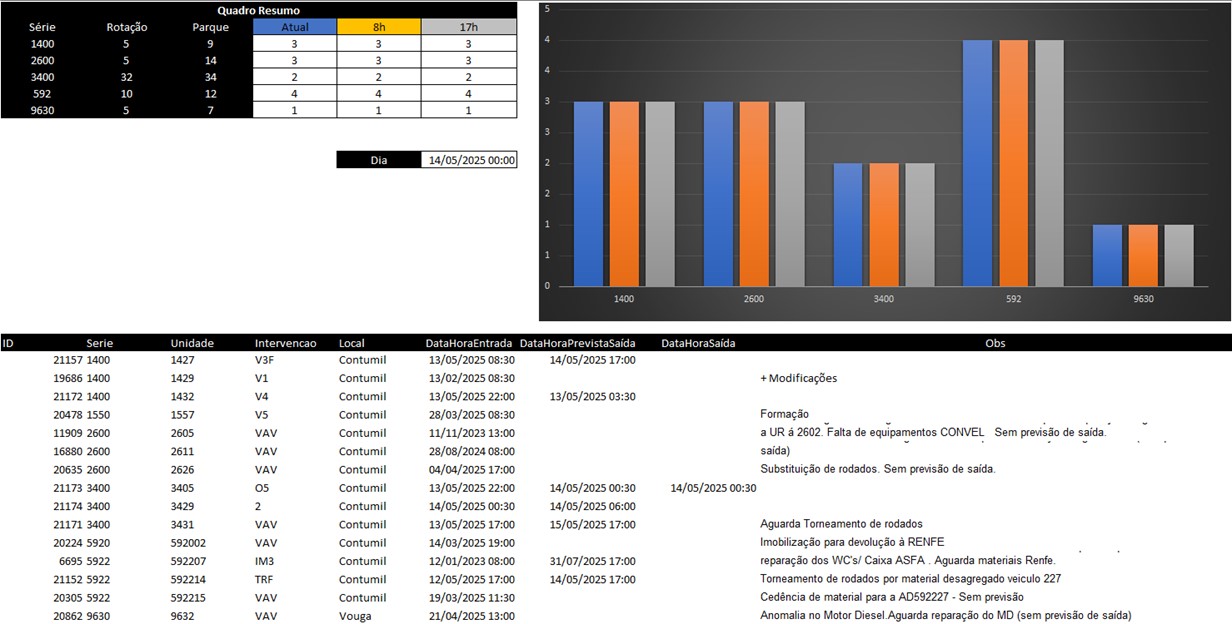 Quadro Resumo
Série Rotação Parque Atual 8h 17h
1400 5 9 3 3 3
2600 5 14 3 3 3
3400 32 34 2 2 2
592 10 12 4 4 4
9630 5 7 1 1 1
Dia 14/05/2025 00:00
5
4
4
3
3
2
2
1
1
0
1400 2600 3400 592 9630
ID Serie Unidade Intervencao Local DataHoraEntrada DataHoraPrevistaSaída DataHoraSaída Obs
21157 1400 1427 V3F Contumil 13/05/2025 08:30 14/05/2025 17:00
19686 1400 1429 V1 Contumil 13/02/2025 08:30 + Modificações
21172 1400 1432 V4 Contumil 13/05/2025 22:00 13/05/2025 03:30
20478 1550 1557 V5 Contumil 28/03/2025 08:30 Formação
11909 2600 2605 VAV Contumil 11/11/2023 13:00 a UR á 2602. Falta de equipamentos CONVEL Sem previsão de saída.
16880 2600 2611 VAV Contumil 28/08/2024 08:00 saída)
20635 2600 2626 VAV Contumil 04/04/2025 17:00 Substituição de rodados. Sem previsão de saída.
21173 3400 3405 O5 Contumil 13/05/2025 22:00 14/05/2025 00:30 14/05/2025 00:30
21174 3400 3429 2 Contumil 14/05/2025 00:30 14/05/2025 06:00
21171 3400 3431 VAV Contumil 13/05/2025 17:00 15/05/2025 17:00 Aguarda Torneamento de rodados
20224 5920 592002 VAV Contumil 14/03/2025 19:00 Imobilização para devolução á RENFE
6695 5922 592207 IM3 Contumil 12/01/2023 08:00 31/07/2025 17:00 reparação dos WC's/ Caixa ASFA . Aguarda materiais Renfe.
21152 5922 592214 TRF Contumil 12/05/2025 17:00 14/05/2025 17:00 Torneamento de rodados por material desagregado veiculo 227
20305 5922 592215 VAV Contumil 19/03/2025 11:30 Cedência de material para a AD592227 - Sem previsão
20862 9630 9632 VAV Vouga 21/04/2025 13:00 Anomalia no Motor Diesel.Aguarda reparação do MD (sem previsão de saída)